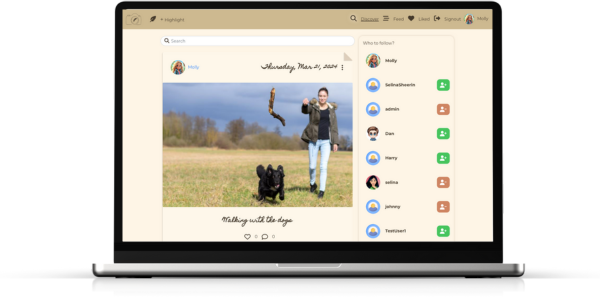 + Highlight
Discover
Feed
Liked
Signout
Molly
Search
Molly
Thursday, Mar 21, 2024
Walking with the dogs
0
0
Who to follow?
Molly
SelinaSheerin
admin
Dan
Harry
selina
Johnny
TestUser1